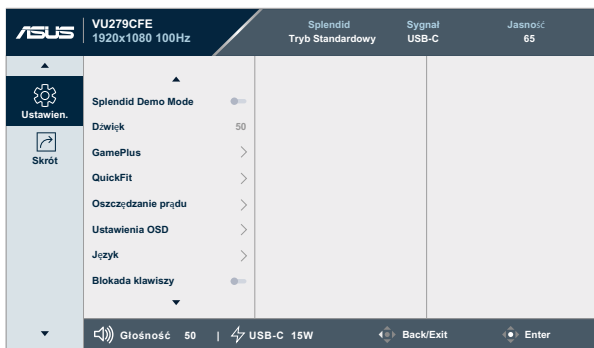 ASUS
VU279CFE
1920x1080 100Hz
Splendid
Tryb Standardowy
Sygnał
USB-C
Jasność
65
Ustawien.
Skrót
Splendid Demo Mode
Dźwięk 50
GamePlus
QuickFit
Oszczędzanie prądu
Ustawienia OSD
Język
Blokada klawiszy
Głośność 50 | USB-C 15W Back/Exit Enter